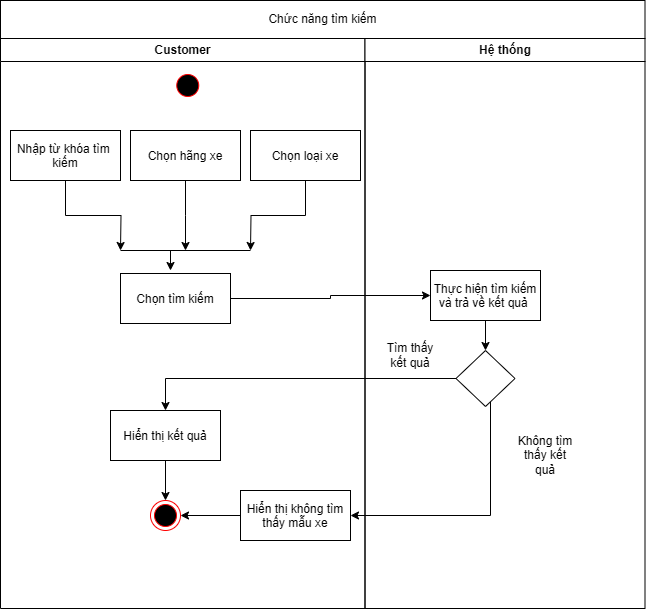 Chức năng tìm kiếm
Customer
Hệ thống
Nhập từ khóa tìm
kiếm
Chọn hãng xe
Chọn loại xe
Chọn tìm kiếm
Thực hiện tìm kiếm
và trả về kết quả
Tìm thấy
kết quả
Hiển thị kết quả
Không tìm
thấy kết
quả
Hiển thị không tìm
thấy mẫu xe